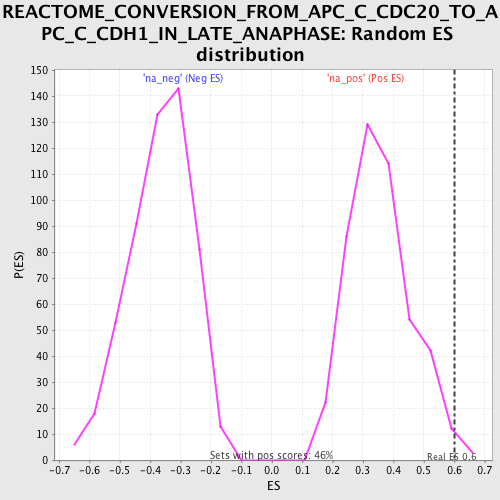 REACTOME_CONVERSION_FROM_APC_C_CDC20_TO_A
PC_C_CDH1_IN_LATE_ANAPHASE: Random ES
distribution
'na_neg' (Neg ES)
'na_pos' (Pos ES)
150
140
130
120
110
100
90
80
70
60
50
40
30
20
10
0
P(ES)
Sets with pos scores: 46%
Real ES 0.6
-0.7 -0.6 -0.5 -0.4 -0.3 -0.2 -0.1 0.0 0.1 0.2 0.3 0.4 0.5 0.6 0.7
ES